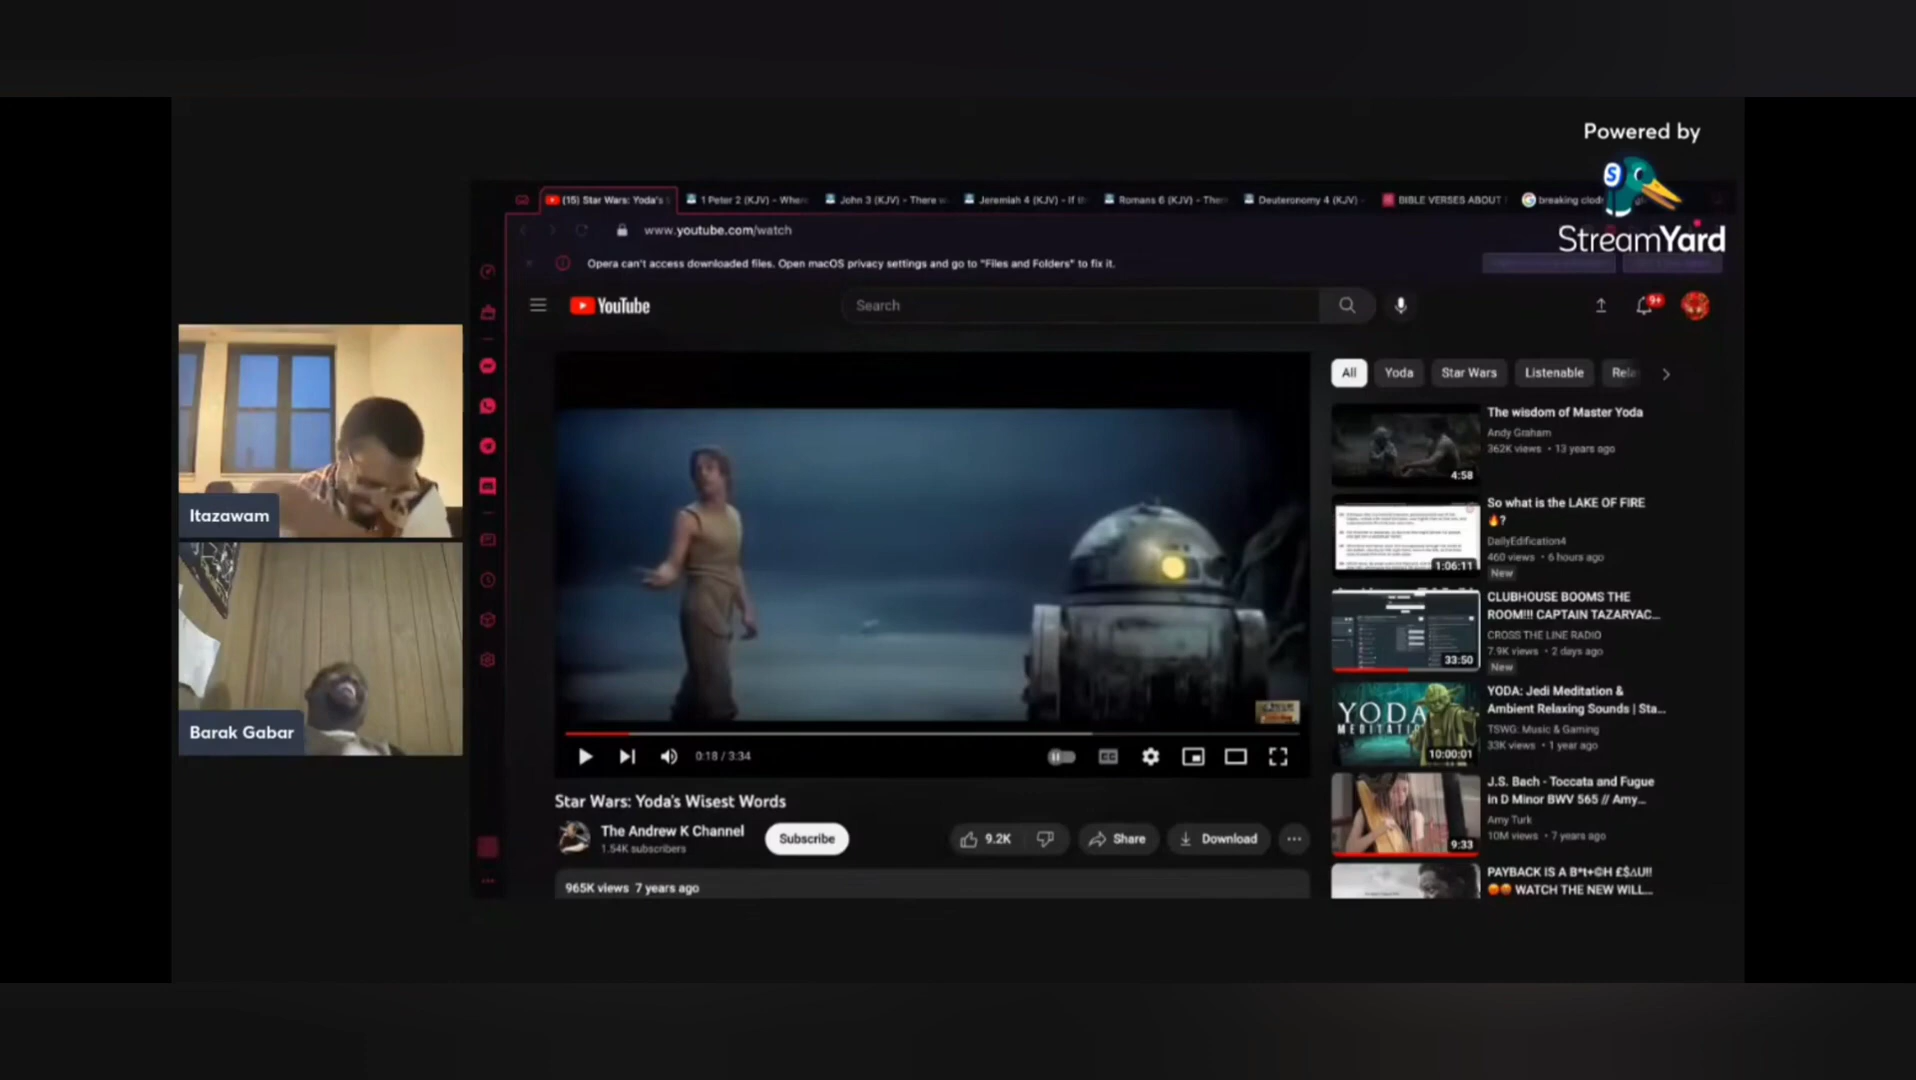 Powered by
StreamYard
(15) Star Wars: Yoda's
1 Peter 2 (KJV) - Where
John 3 (KJV) - There w
Jeremiah 4 (KJV) - If th
Romans 6 (KJV) - Ther
Deuteronomy 4 (KJV) -
BIBLE VERSES ABOUT
breaking clod
www.youtube.com/watch
Opera can't access downloaded files. Open macOS privacy settings and go to "Files and Folders" to fix it.
YouTube
Search
9+
All
Yoda
Star Wars
Listenable
Rela
The wisdom of Master Yoda
Andy Graham
362K views • 13 years ago
4:58
So what is the LAKE OF FIRE
🔥?
DailyEdification4
460 views • 6 hours ago
New
1:06:11
CLUBHOUSE BOOMS THE
ROOM!!! CAPTAIN TAZARYAC...
CROSS THE LINE RADIO
7.9K views • 2 days ago
New
33:50
YODA: Jedi Meditation &
Ambient Relaxing Sounds | Sta...
TSWG: Music & Gaming
33K views • 1 year ago
YODA
MEDITATI
10:00:01
J.S. Bach - Toccata and Fugue
in D Minor BWV 565 // Amy...
Amy Turk
10M views • 7 years ago
9:33
PAYBACK IS A B*t+©H £$∆U!!
😡😡 WATCH THE NEW WILL...
Itazawam
Barak Gabar
0:18 / 3:34
CC
Star Wars: Yoda's Wisest Words
The Andrew K Channel
1.54K subscribers
Subscribe
9.2K
Share
Download
965K views 7 years ago